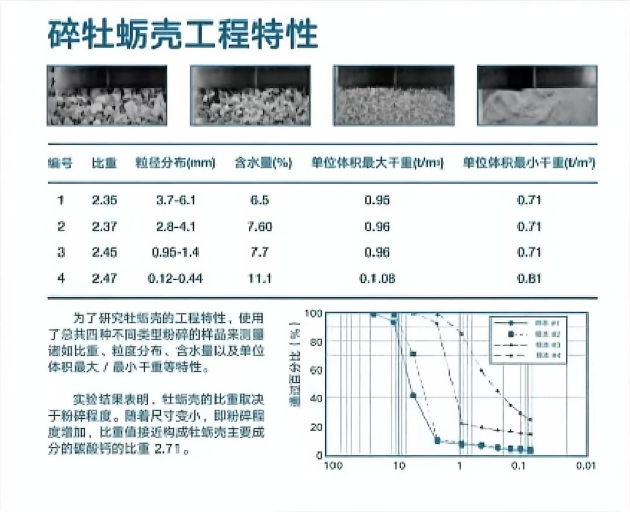 碎牡蛎壳工程特性
编号 比重 粒径分布(mm) 含水量(%) 单位体积最大干重(t/m³) 单位体积最小干重(t/m³)
1 2.35 3.7-6.1 6.5 0.95 0.71
2 2.37 2.8-4.1 7.60 0.96 0.71
3 2.45 0.95-1.4 7.7 0.96 0.71
4 2.47 0.12-0.44 11.1 0.1.08 0.81
为了研究牡蛎壳的工程特性，使用
了总共四种不同类型粉碎的样品来测量
诸如比重、粒度分布、含水量以及单位
体积最大 / 最小干重等特性。
实验结果表明，牡蛎壳的比重取决
于粉碎程度。随着尺寸变小，即粉碎程
度增加，比重值接近构成牡蛎壳主要成
分的碳酸钙的比重 2.71。
通过百分比（%）
100
80
60
40
20
0
100 10 1 0.1 0.01
样本 #1
样本 #2
样本 #3
样本 #4